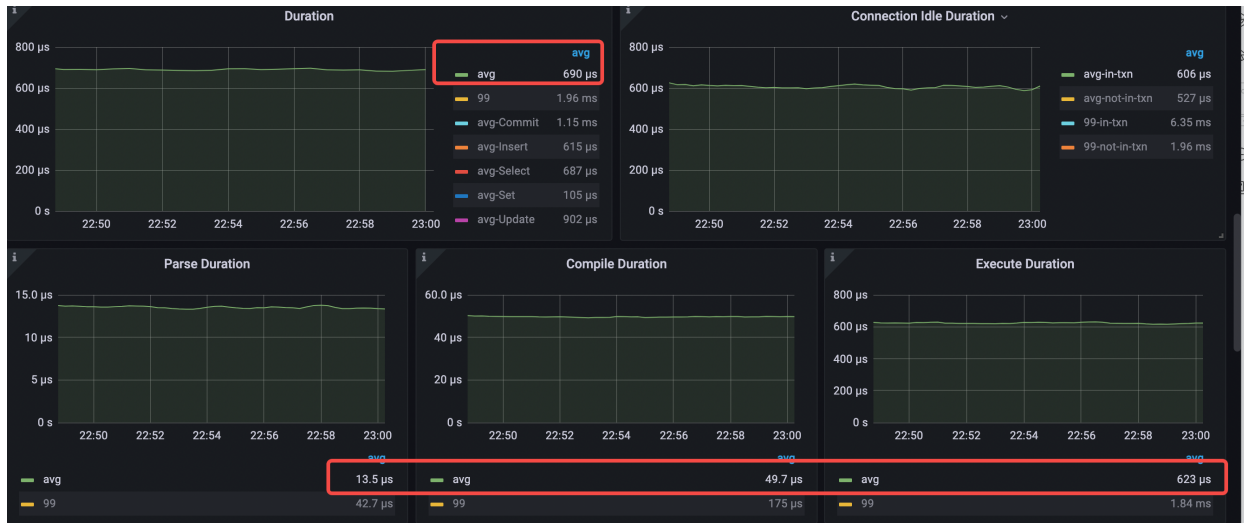 Duration
800 µs
600 µs
400 µs
200 µs
0 s
22:50 22:52 22:54 22:56 22:58 23:00
avg
avg 690 µs
99 1.96 ms
avg-Commit 1.15 ms
avg-Insert 615 µs
avg-Select 687 µs
avg-Set 105 µs
avg-Update 902 µs
Connection Idle Duration
800 µs
600 µs
400 µs
200 µs
0 s
22:50 22:52 22:54 22:56 22:58 23:00
avg
avg-in-txn 606 µs
avg-not-in-txn 527 µs
99-in-txn 6.35 ms
99-not-in-txn 1.96 ms
Parse Duration
15.0 µs
10 µs
5 µs
0 s
22:50 22:52 22:54 22:56 22:58 23:00
avg
avg 13.5 µs
99 42.7 µs
Compile Duration
60.0 µs
40 µs
20 µs
0 s
22:50 22:52 22:54 22:56 22:58 23:00
avg
avg 49.7 µs
99 175 µs
Execute Duration
800 µs
600 µs
400 µs
200 µs
0 s
22:50 22:52 22:54 22:56 22:58 23:00
avg
avg 623 µs
99 1.84 ms